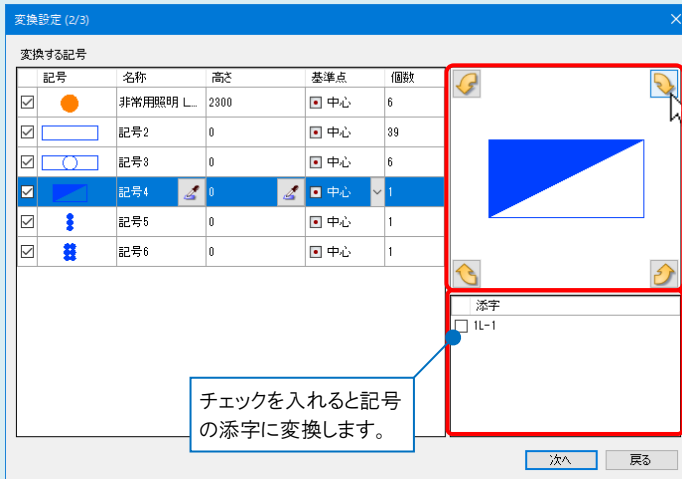 変換設定 (2/3)
変換する記号
記号 名称 高さ 基準点 個数
非常用照明 L... 2300 中心 6
記号2 0 中心 39
記号3 0 中心 6
記号4 0 中心 1
記号5 0 中心 1
記号6 0 中心 1
添字
1L-1
チェックを入れると記号
の添字に変換します。
次へ 戻る